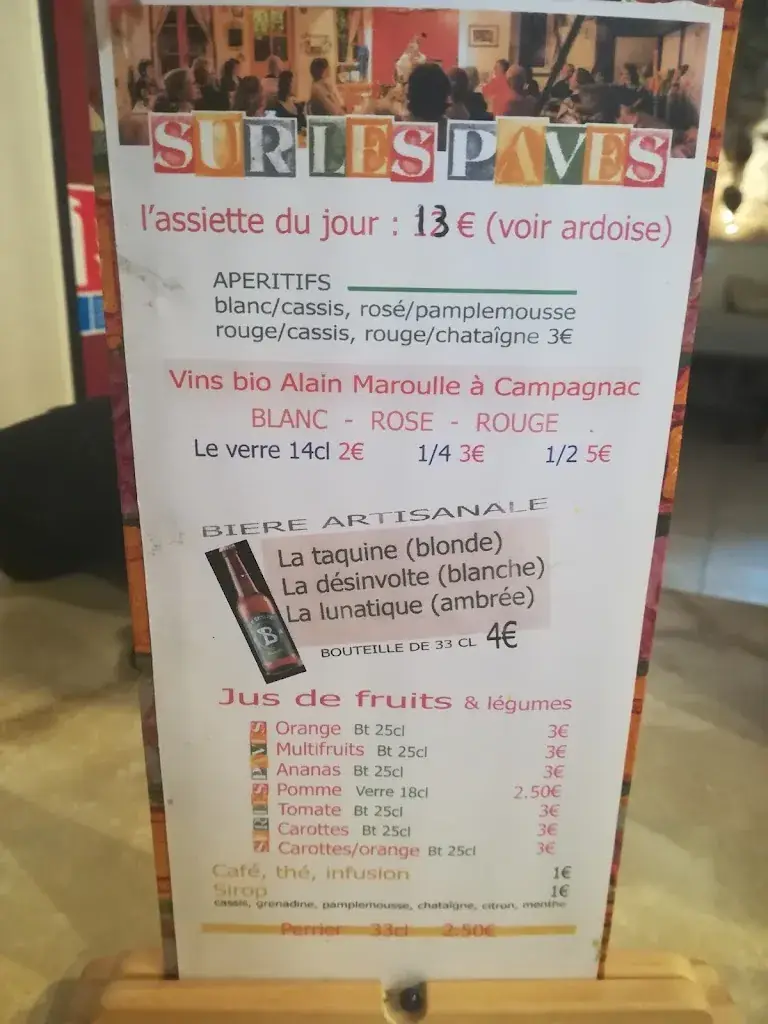 SUR LES PAVES
l'assiette du jour : 13 € (voir ardoise)
APERITIFS
blanc/cassis, rosé/pamplemousse
rouge/cassis, rouge/chataîgne 3€
Vins bio Alain Maroulle à Campagnac
BLANC - ROSE - ROUGE .
Le verre 14cl 2€ 1/4 3€ 1/2 5€
BIERE ARTISANALE
La taquine (blonde)
La désinvolte (blanche)
La lunatique (ambrée)
B
BOUTEILLE DE 33 CL 4€
Jus de fruits & légumes
Orange Bt 25cl 3€
Multifruits Bt 25cl 3€
Ananas Bt 25cl 3€
Pomme Verre 18cl 2.50€
Tomate Bt 25cl 3€
Carottes Bt 25cl 3€
Carottes/orange Bt 25cl 3€
SUR LES PAVES
Café, thé, infusion 1€
Sirop 1€
cassis, grenadine, pamplemousse, chataîgne, citron, menthe
Perrier 33cl 2.50€